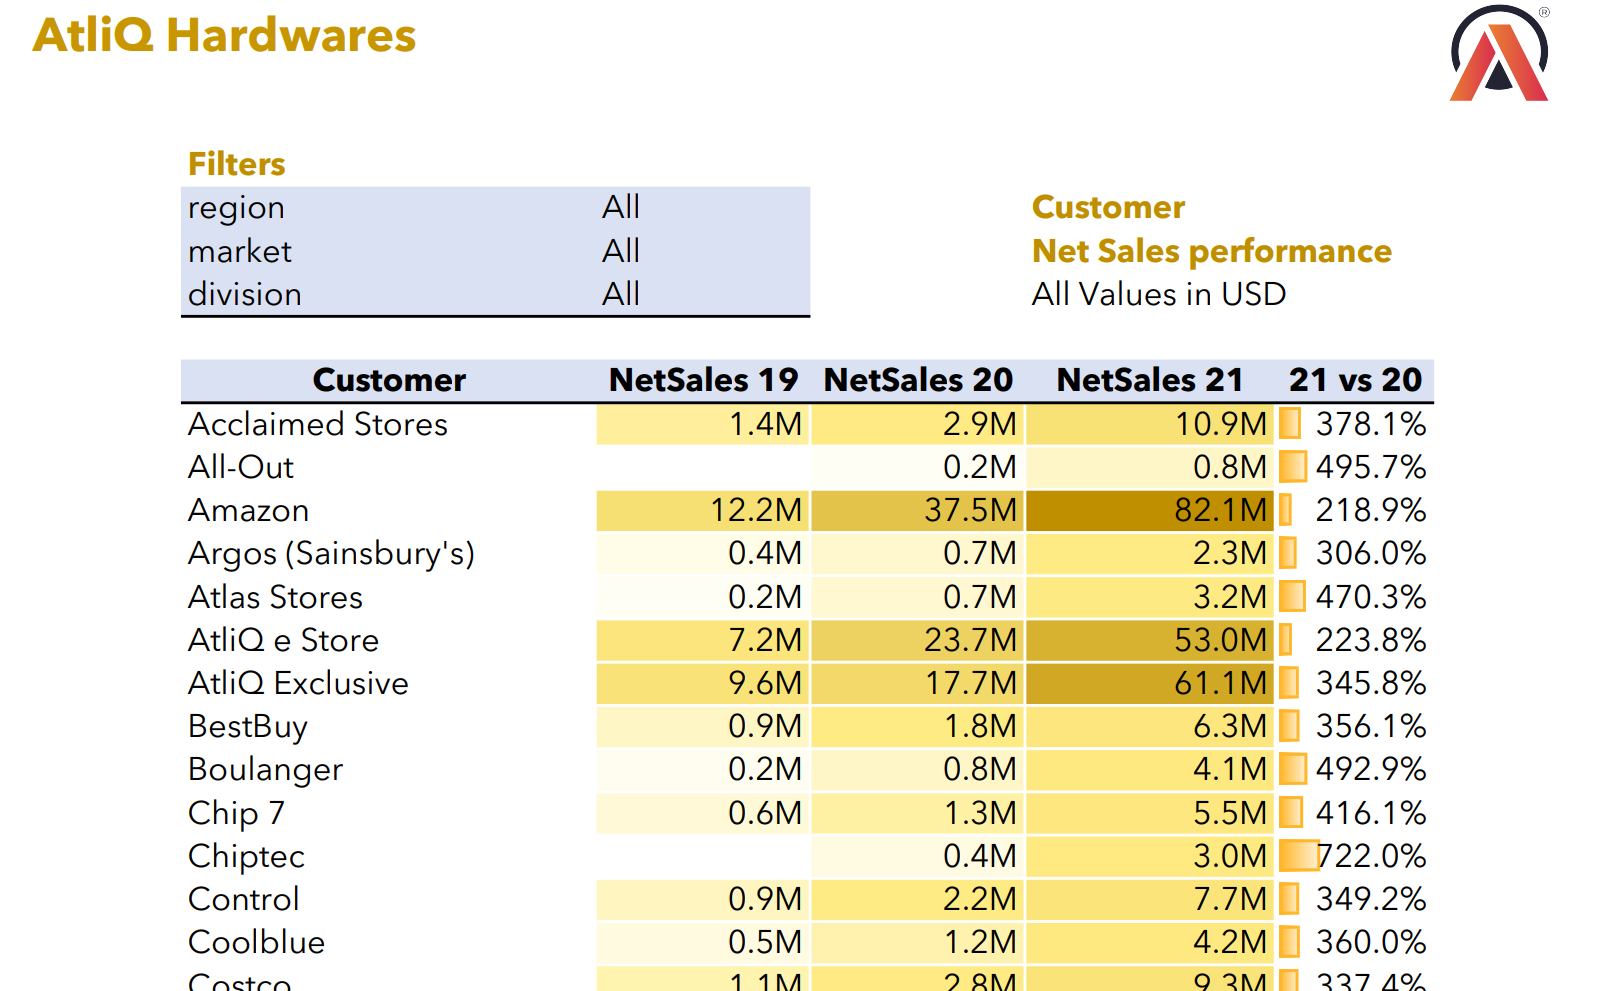 AtliQ Hardwares
®
Filters
region All
market All
division All
Customer
Net Sales performance
All Values in USD
Customer NetSales 19 NetSales 20 NetSales 21 21 vs 20
Acclaimed Stores 1.4M 2.9M 10.9M 378.1%
All-Out 0.2M 0.8M 495.7%
Amazon 12.2M 37.5M 82.1M 218.9%
Argos (Sainsbury's) 0.4M 0.7M 2.3M 306.0%
Atlas Stores 0.2M 0.7M 3.2M 470.3%
AtliQ e Store 7.2M 23.7M 53.0M 223.8%
AtliQ Exclusive 9.6M 17.7M 61.1M 345.8%
BestBuy 0.9M 1.8M 6.3M 356.1%
Boulanger 0.2M 0.8M 4.1M 492.9%
Chip 7 0.6M 1.3M 5.5M 416.1%
Chiptec 0.4M 3.0M 722.0%
Control 0.9M 2.2M 7.7M 349.2%
Coolblue 0.5M 1.2M 4.2M 360.0%
Costco 1.1M 2.8M 9.3M 337.4%